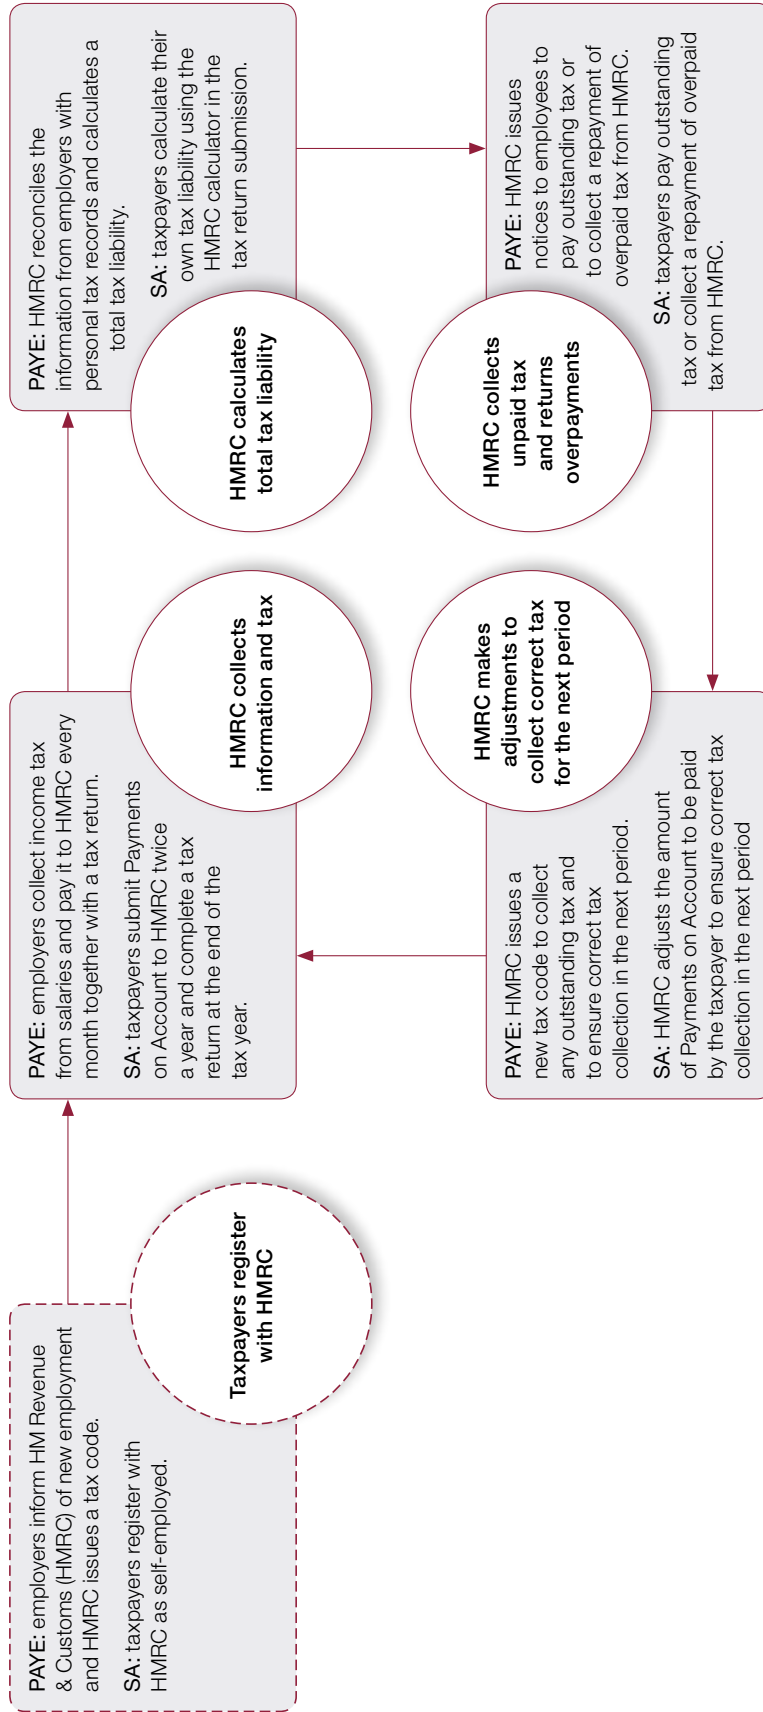 PAYE: employers inform HM Revenue
& Customs (HMRC) of new employment
and HMRC issues a tax code.
SA: taxpayers register with
HMRC as self-employed.
Taxpayers register
with HMRC
PAYE: employers collect income tax
from salaries and pay it to HMRC every
month together with a tax return.
SA: taxpayers submit Payments
on Account to HMRC twice
a year and complete a tax
return at the end of the
tax year.
HMRC collects
information and tax
PAYE: HMRC reconciles the
information from employers with
personal tax records and calculates a
total tax liability.
SA: taxpayers calculate their
own tax liability using the
HMRC calculator in the
tax return submission.
HMRC calculates
total tax liability
PAYE: HMRC issues
notices to employees to
pay outstanding tax or
to collect a repayment of
overpaid tax from HMRC.
SA: taxpayers pay outstanding
tax or collect a repayment of overpaid
tax from HMRC.
HMRC collects
unpaid tax
and returns
overpayments
PAYE: HMRC issues a
new tax code to collect
any outstanding tax and
to ensure correct tax
collection in the next period.
SA: HMRC adjusts the amount
of Payments on Account to be paid
by the taxpayer to ensure correct tax
collection in the next period
HMRC makes
adjustments to
collect correct tax
for the next period